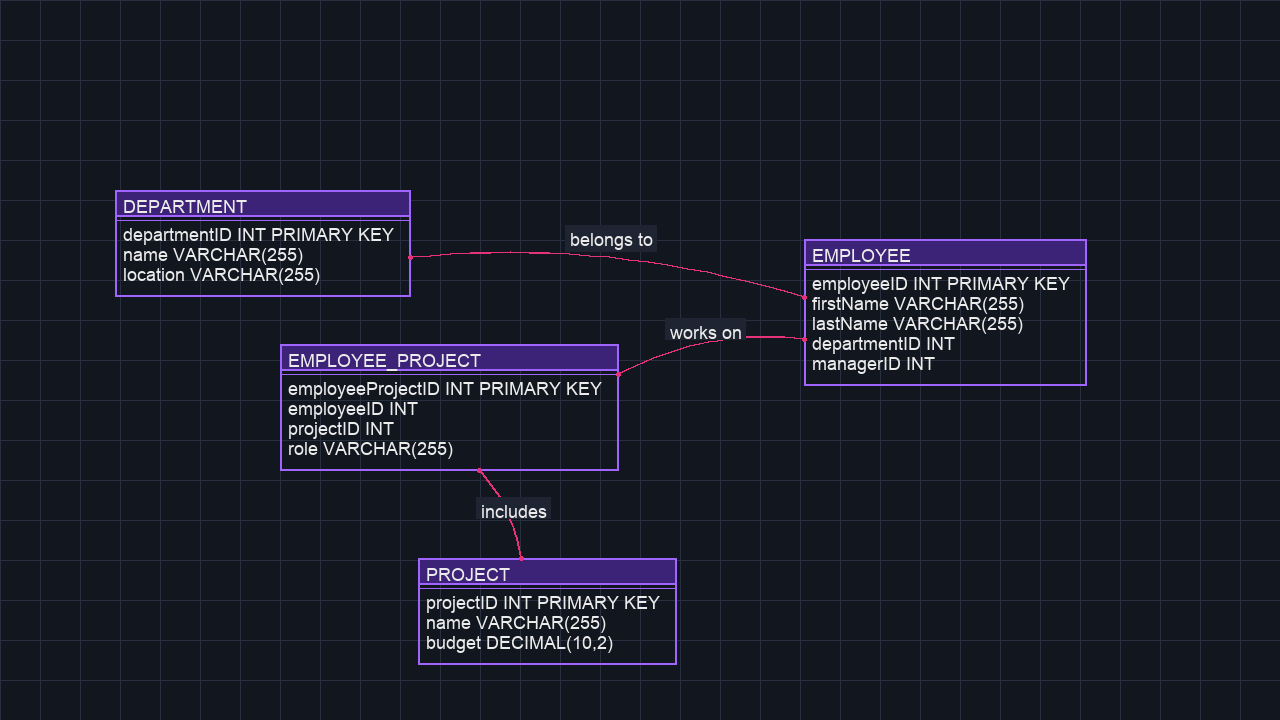 DEPARTMENT
departmentID INT PRIMARY KEY
name VARCHAR(255)
location VARCHAR(255)
belongs to
EMPLOYEE
employeeID INT PRIMARY KEY
firstName VARCHAR(255)
lastName VARCHAR(255)
departmentID INT
managerID INT
works on
EMPLOYEE_PROJECT
employeeProjectID INT PRIMARY KEY
employeeID INT
projectID INT
role VARCHAR(255)
includes
PROJECT
projectID INT PRIMARY KEY
name VARCHAR(255)
budget DECIMAL(10,2)